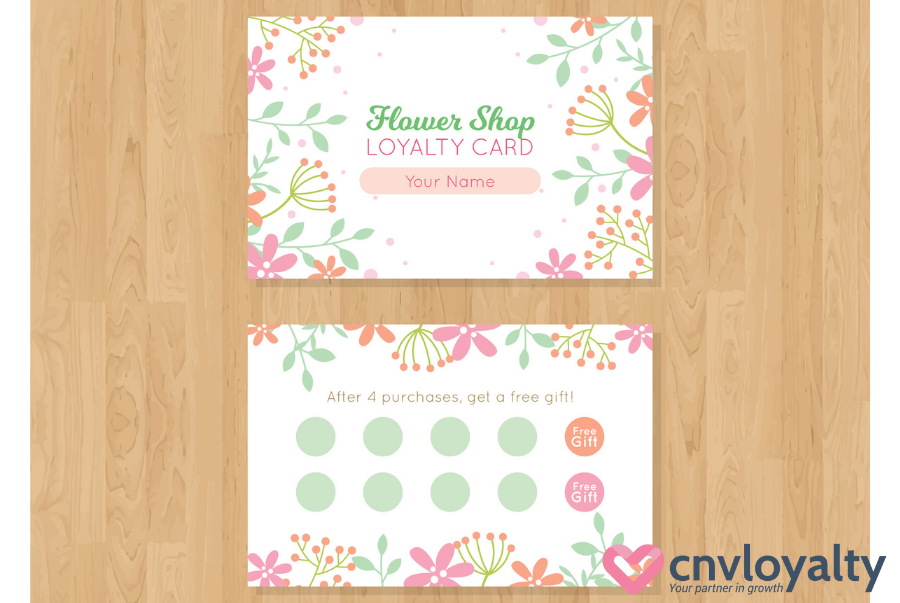 Flower Shop
LOYALTY CARD
Your Name
After 4 purchases, get a free gift!
Free
Gift
Free
Gift
cnvloyalty
Your partner in growth